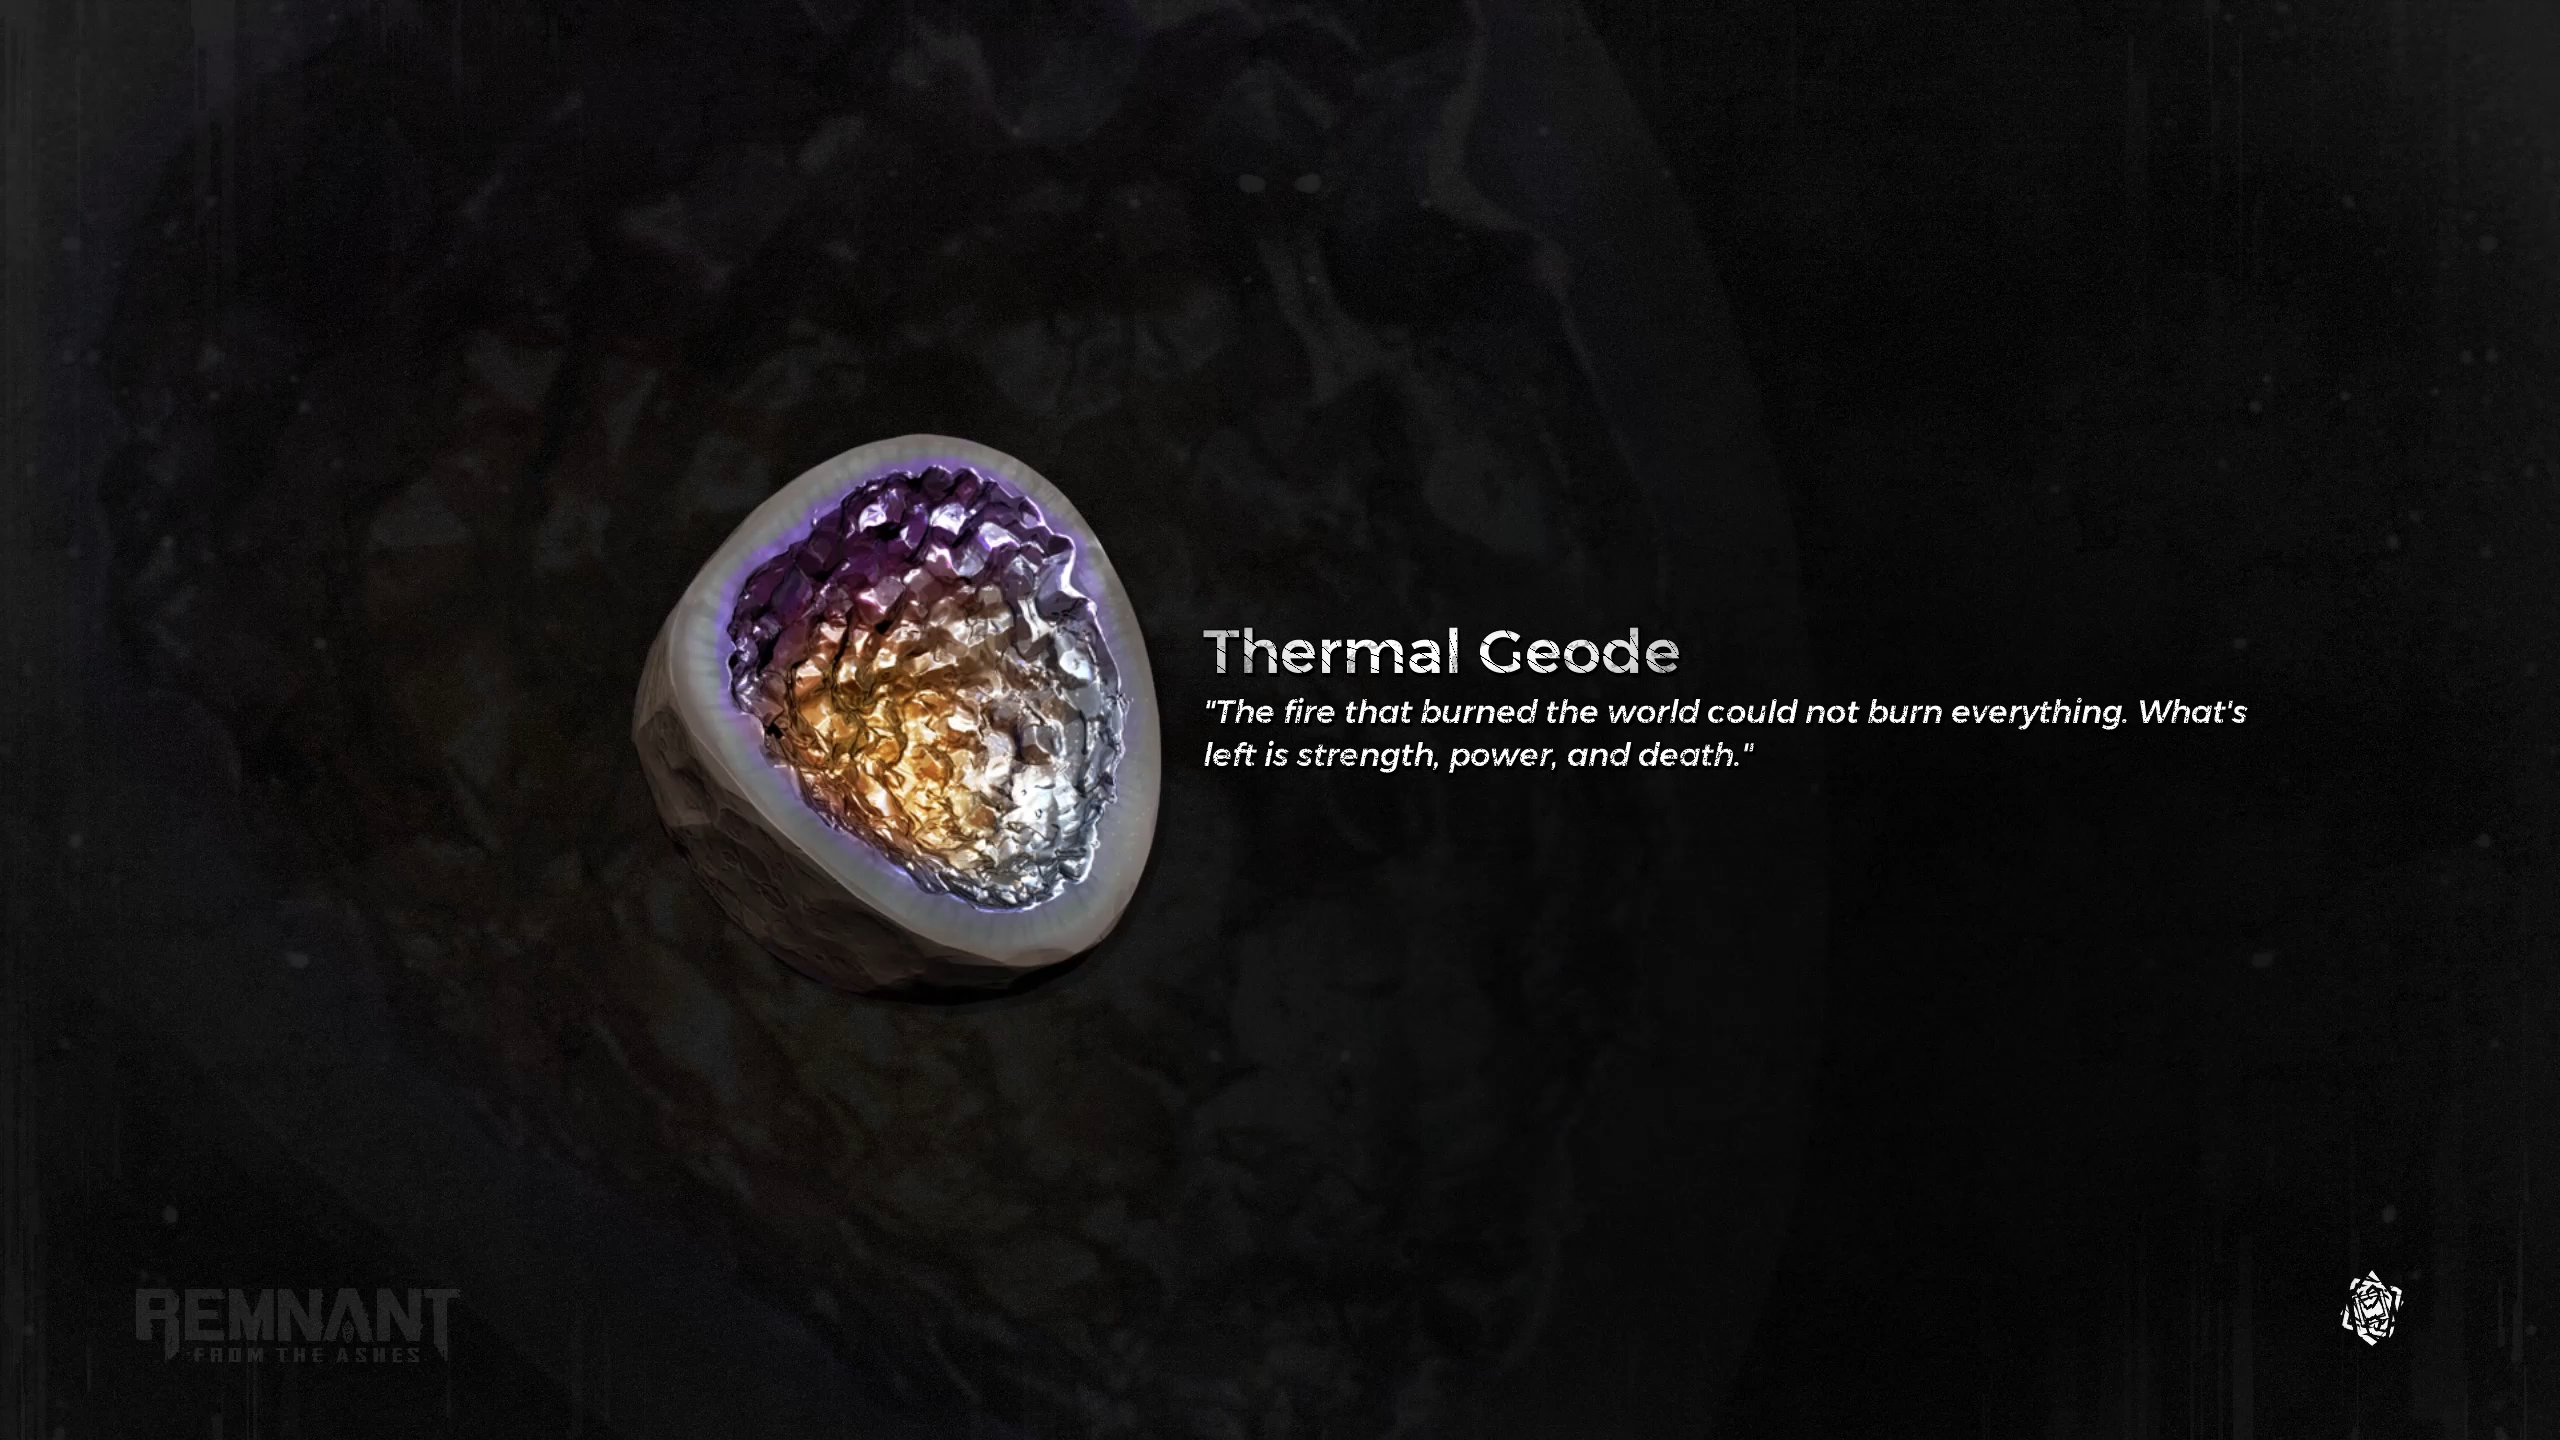 Thermal Geode
"The fire that burned the world could not burn everything. What's
left is strength, power, and death."
REMNANT
FROM THE ASHES